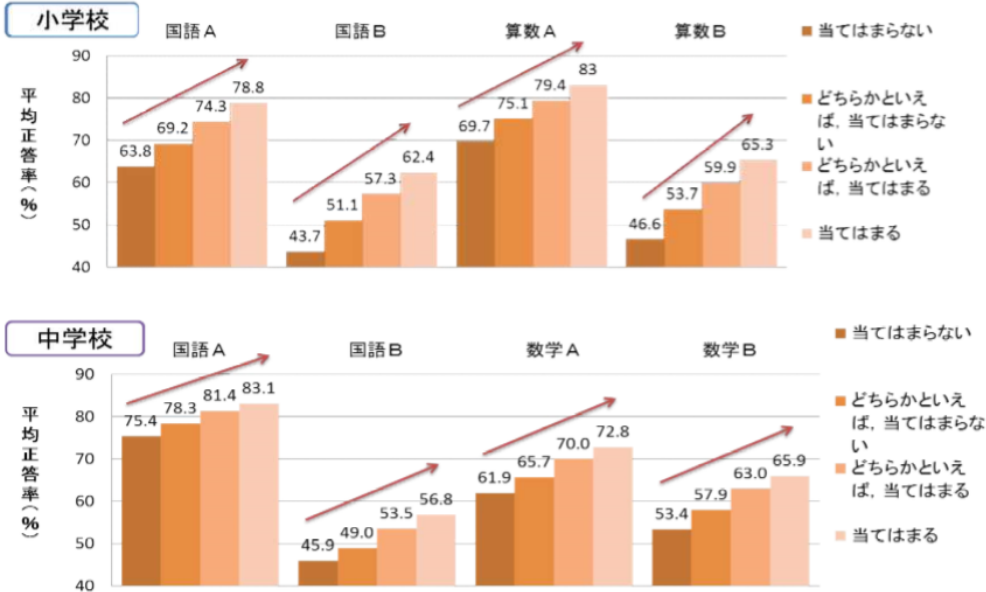 小学校
国語A 国語B 算数A 算数B
平均正答率(%)
90
80
70
60
50
40
63.8 69.2 74.3 78.8
43.7 51.1 57.3 62.4
69.7 75.1 79.4 83
46.6 53.7 59.9 65.3
当てはまらない
どちらかといえ
ば,当てはまらな
い
どちらかといえ
ば,当てはまる
当てはまる
中学校
国語A 国語B 数学A 数学B
平均正答率(%)
90
80
70
60
50
40
75.4 78.3 81.4 83.1
45.9 49.0 53.5 56.8
61.9 65.7 70.0 72.8
53.4 57.9 63.0 65.9
当てはまらない
どちらかといえ
ば,当てはまらな
い
どちらかといえ
ば,当てはまる
当てはまる